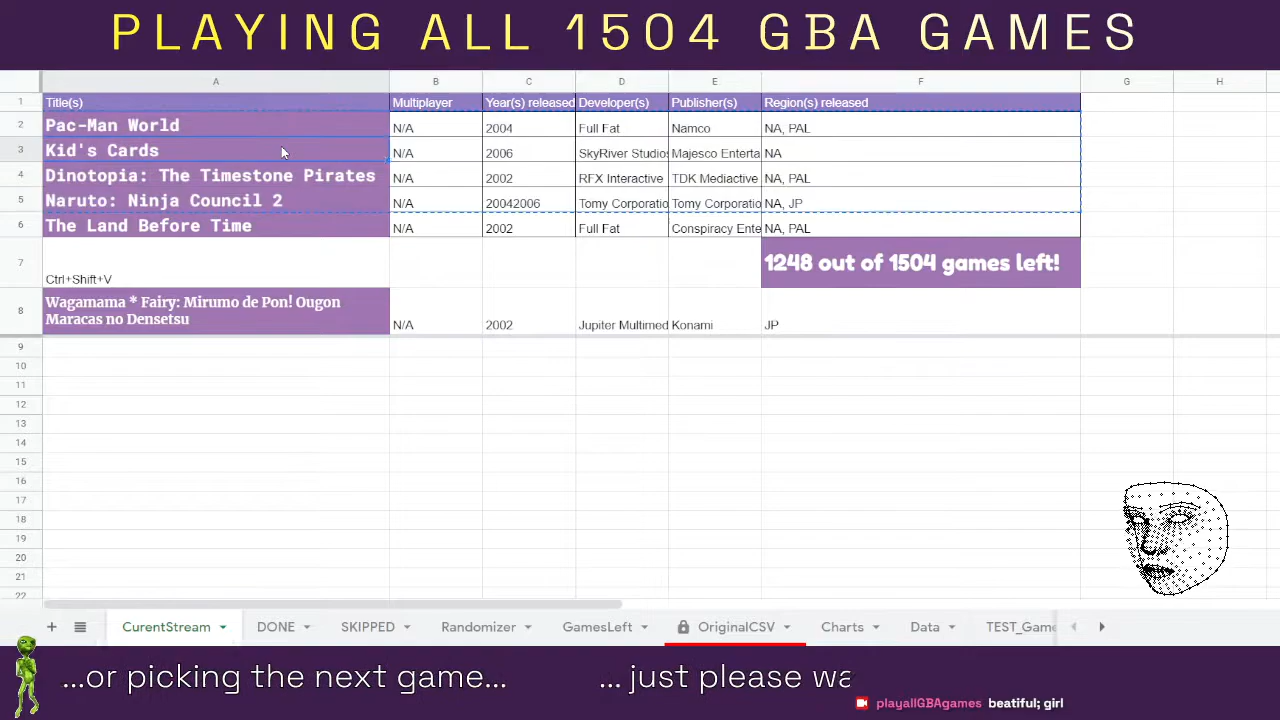 PLAYING ALL 1504 GBA GAMES
A B C D E F G H
1 Title(s) Multiplayer Year(s) released Developer(s) Publisher(s) Region(s) released
2 Pac-Man World N/A 2004 Full Fat Namco NA, PAL
3 Kid's Cards N/A 2006 SkyRiver Studios Majesco Enterta NA
4 Dinotopia: The Timestone Pirates N/A 2002 RFX Interactive TDK Mediactive NA, PAL
5 Naruto: Ninja Council 2 N/A 20042006 Tomy Corporatio Tomy Corporatio NA, JP
6 The Land Before Time N/A 2002 Full Fat Conspiracy Ente NA, PAL
7 Ctrl+Shift+V 1248 out of 1504 games left!
8 Wagamama * Fairy: Mirumo de Pon! Ougon
Maracas no Densetsu N/A 2002 Jupiter Multimed Konami JP
9
10
11
12
13
14
15
16
17
18
19
20
21
22
CurentStream DONE SKIPPED Randomizer GamesLeft OriginalCSV Charts Data TEST_Game
...or picking the next game... ... just please wa
playallGBAgames beatiful; girl